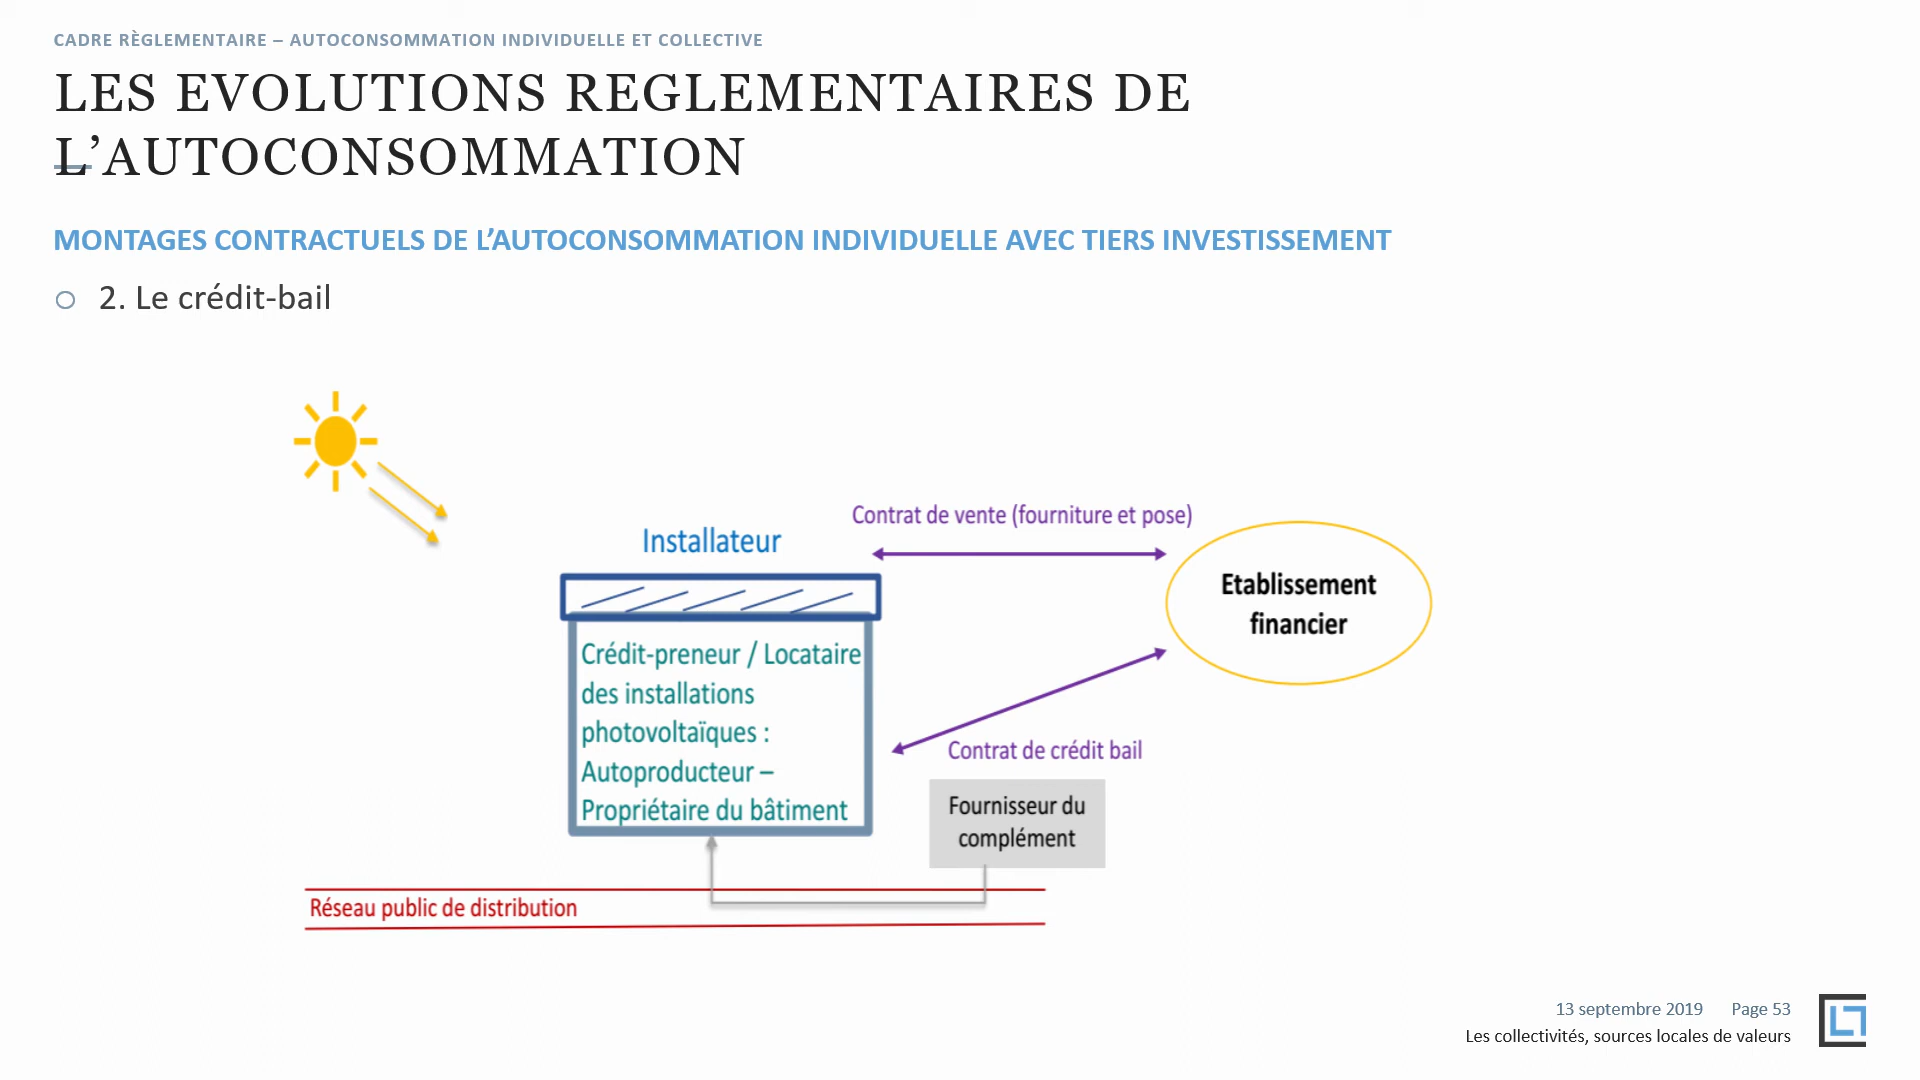 CADRE RÈGLEMENTAIRE – AUTOCONSOMMATION INDIVIDUELLE ET COLLECTIVE
LES EVOLUTIONS REGLEMENTAIRES DE
L’AUTOCONSOMMATION
MONTAGES CONTRACTUELS DE L’AUTOCONSOMMATION INDIVIDUELLE AVEC TIERS INVESTISSEMENT
2. Le crédit-bail
Contrat de vente (fourniture et pose)
Installateur
Etablissement
financier
Crédit-preneur / Locataire
des installations
photovoltaïques :
Autoproducteur –
Propriétaire du bâtiment
Contrat de crédit bail
Fournisseur du
complément
Réseau public de distribution
13 septembre 2019 Page 53
Les collectivités, sources locales de valeurs